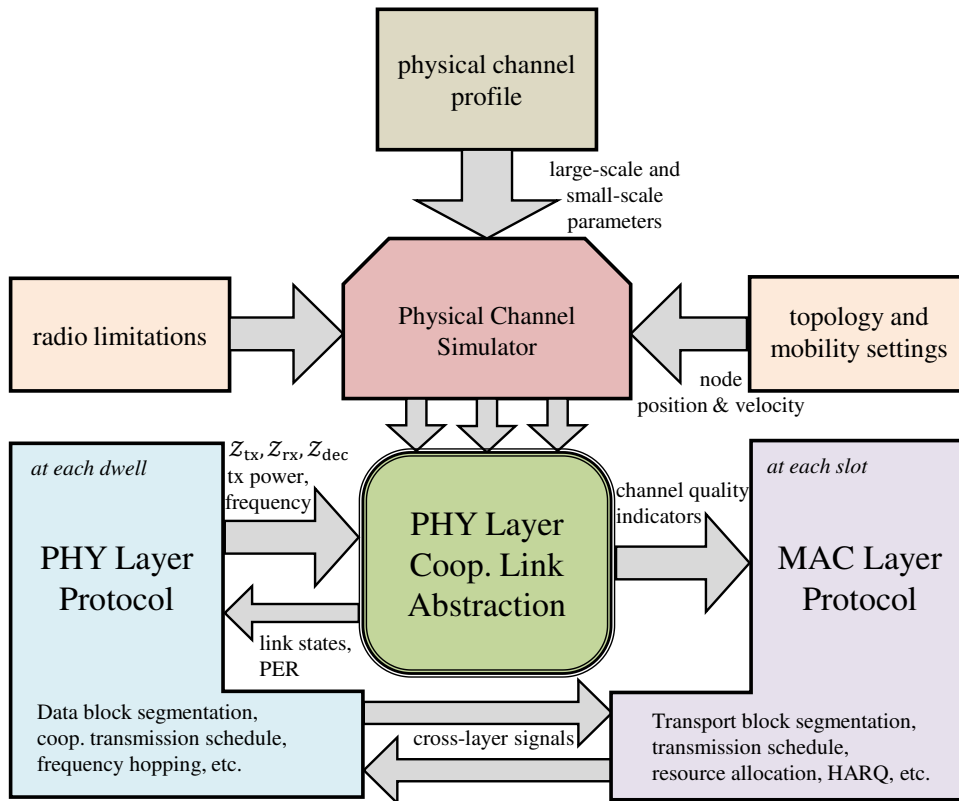 physical channel
profile
large-scale and
small-scale
parameters
radio limitations
Physical Channel
Simulator
topology and
mobility settings
node
position & velocity
at each dwell
PHY Layer
Protocol
Data block segmentation,
coop. transmission schedule,
frequency hopping, etc.
𝒵tx, 𝒵rx, 𝒵dec
tx power,
frequency
link states,
PER
PHY Layer
Coop. Link
Abstraction
channel quality
indicators
cross-layer signals
at each slot
MAC Layer
Protocol
Transport block segmentation,
transmission schedule,
resource allocation, HARQ, etc.